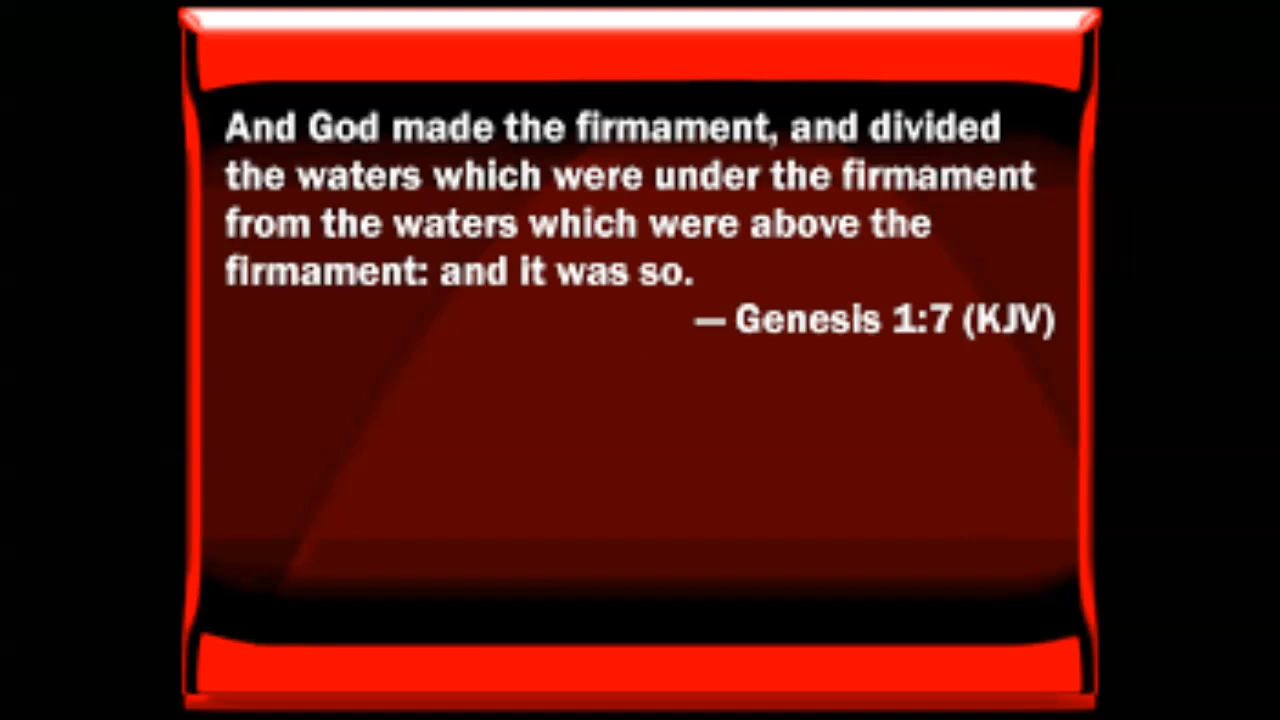 And God made the firmament, and divided
the waters which were under the firmament
from the waters which were above the
firmament: and it was so.
— Genesis 1:7 (KJV)